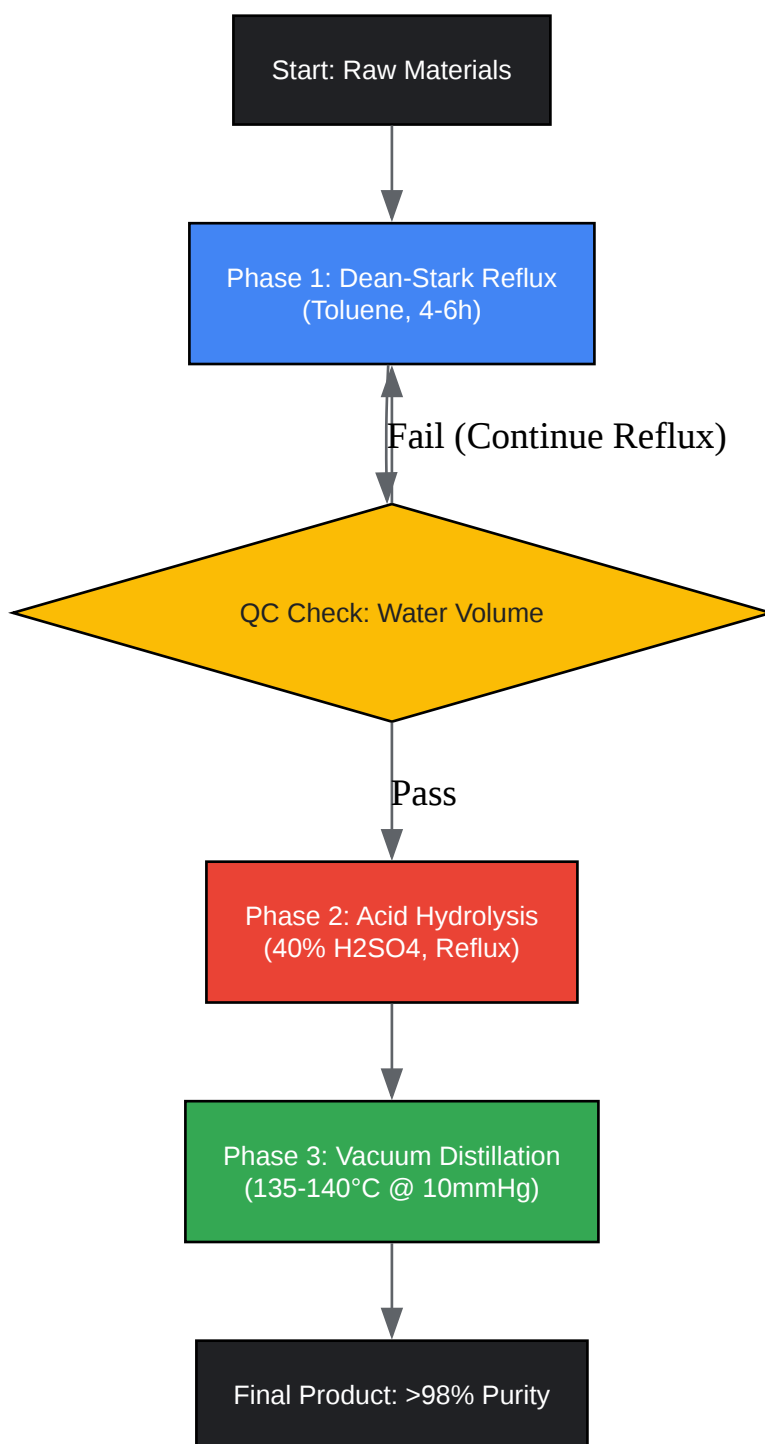 Start: Raw Materials
Phase 1: Dean-Stark Reflux
(Toluene, 4-6h)
Fail (Continue Reflux)
QC Check: Water Volume
Pass
Phase 2: Acid Hydrolysis
(40% H2SO4, Reflux)
Phase 3: Vacuum Distillation
(135-140°C @ 10mmHg)
Final Product: >98% Purity